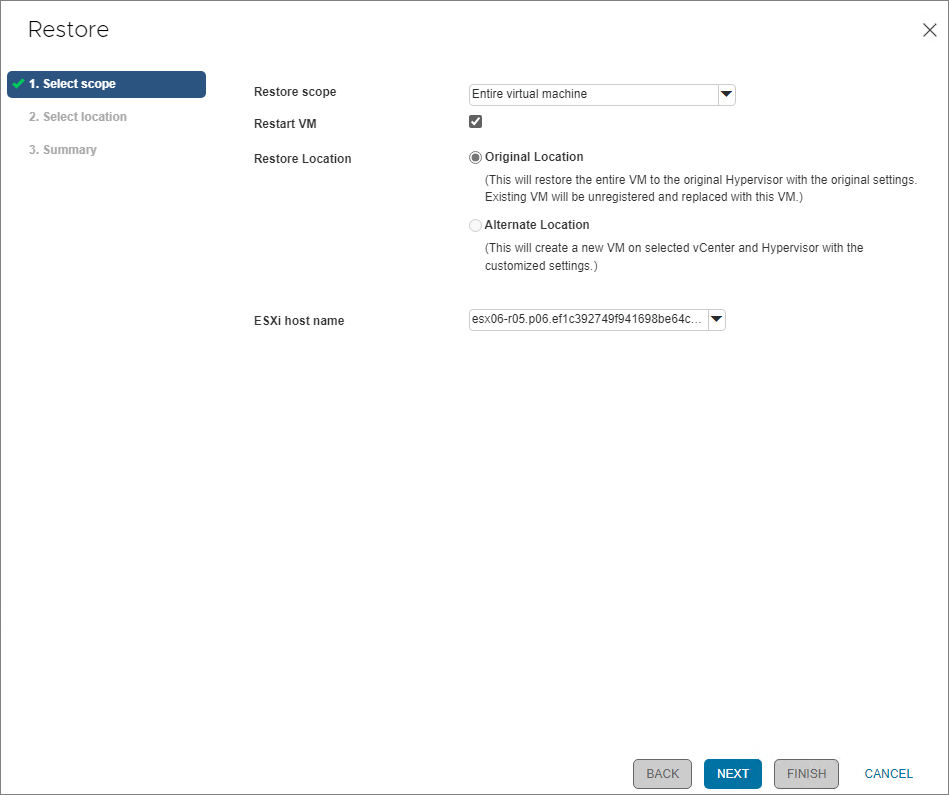 Restore
1. Select scope
2. Select location
3. Summary
Restore scope
Entire virtual machine
Restart VM
Restore Location
Original Location
(This will restore the entire VM to the original Hypervisor with the original settings.
Existing VM will be unregistered and replaced with this VM.)
Alternate Location
(This will create a new VM on selected vCenter and Hypervisor with the
customized settings.)
ESXi host name
esx06-r05.p06.ef1c392749f941698be64c...
BACK
NEXT
FINISH
CANCEL